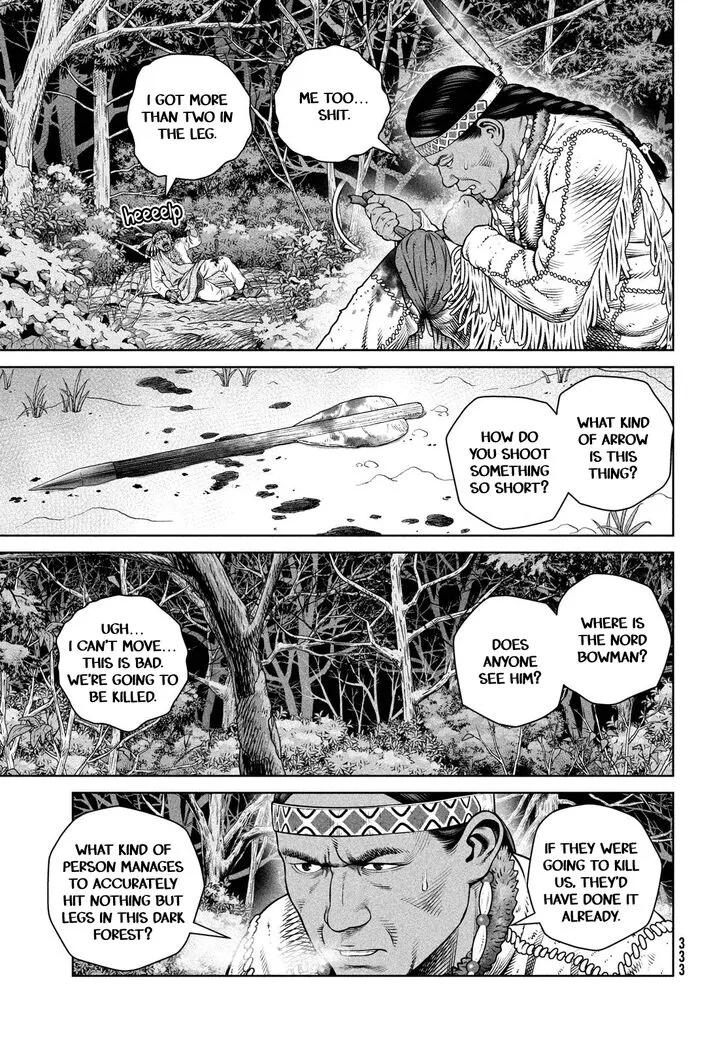 ME TOO...
SHIT.
I GOT MORE
THAN TWO IN
THE LEG.
heeeelp
WHAT KIND
OF ARROW
IS THIS
THING?
HOW DO
YOU SHOOT
SOMETHING
SO SHORT?
WHERE IS
THE NORD
BOWMAN?
DOES
ANYONE
SEE HIM?
UGH...
I CAN'T MOVE...
THIS IS BAD.
WE'RE GOING
TO BE KILLED.
IF THEY WERE
GOING TO KILL
US, THEY'D
HAVE DONE IT
ALREADY.
WHAT KIND OF
PERSON MANAGES
TO ACCURATELY
HIT NOTHING BUT
LEGS IN THIS DARK
FOREST?
333